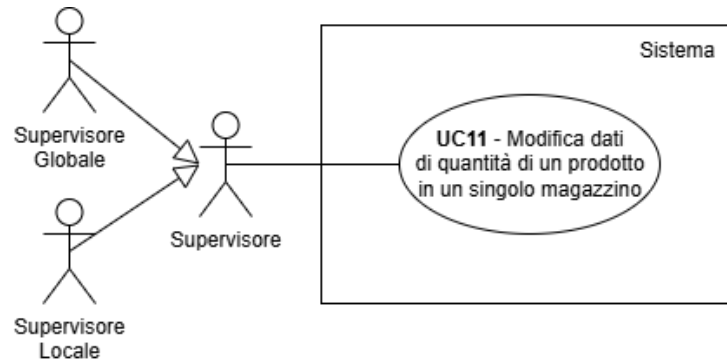 Sistema
UC11 - Modifica dati
di quantità di un prodotto
in un singolo magazzino
Supervisore
Globale
Supervisore
Supervisore
Locale